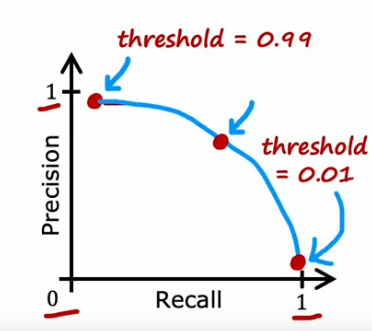 threshold = 0.99
1
threshold
= 0.01
Precision
0
Recall
1